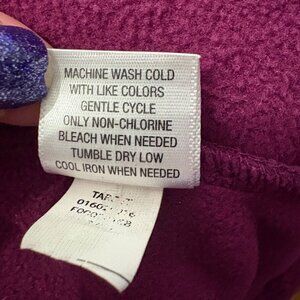 MACHINE WASH COLD
WITH LIKE COLORS
GENTLE CYCLE
ONLY NON-CHLORINE
BLEACH WHEN NEEDED
TUMBLE DRY LOW
COOL IRON WHEN NEEDED